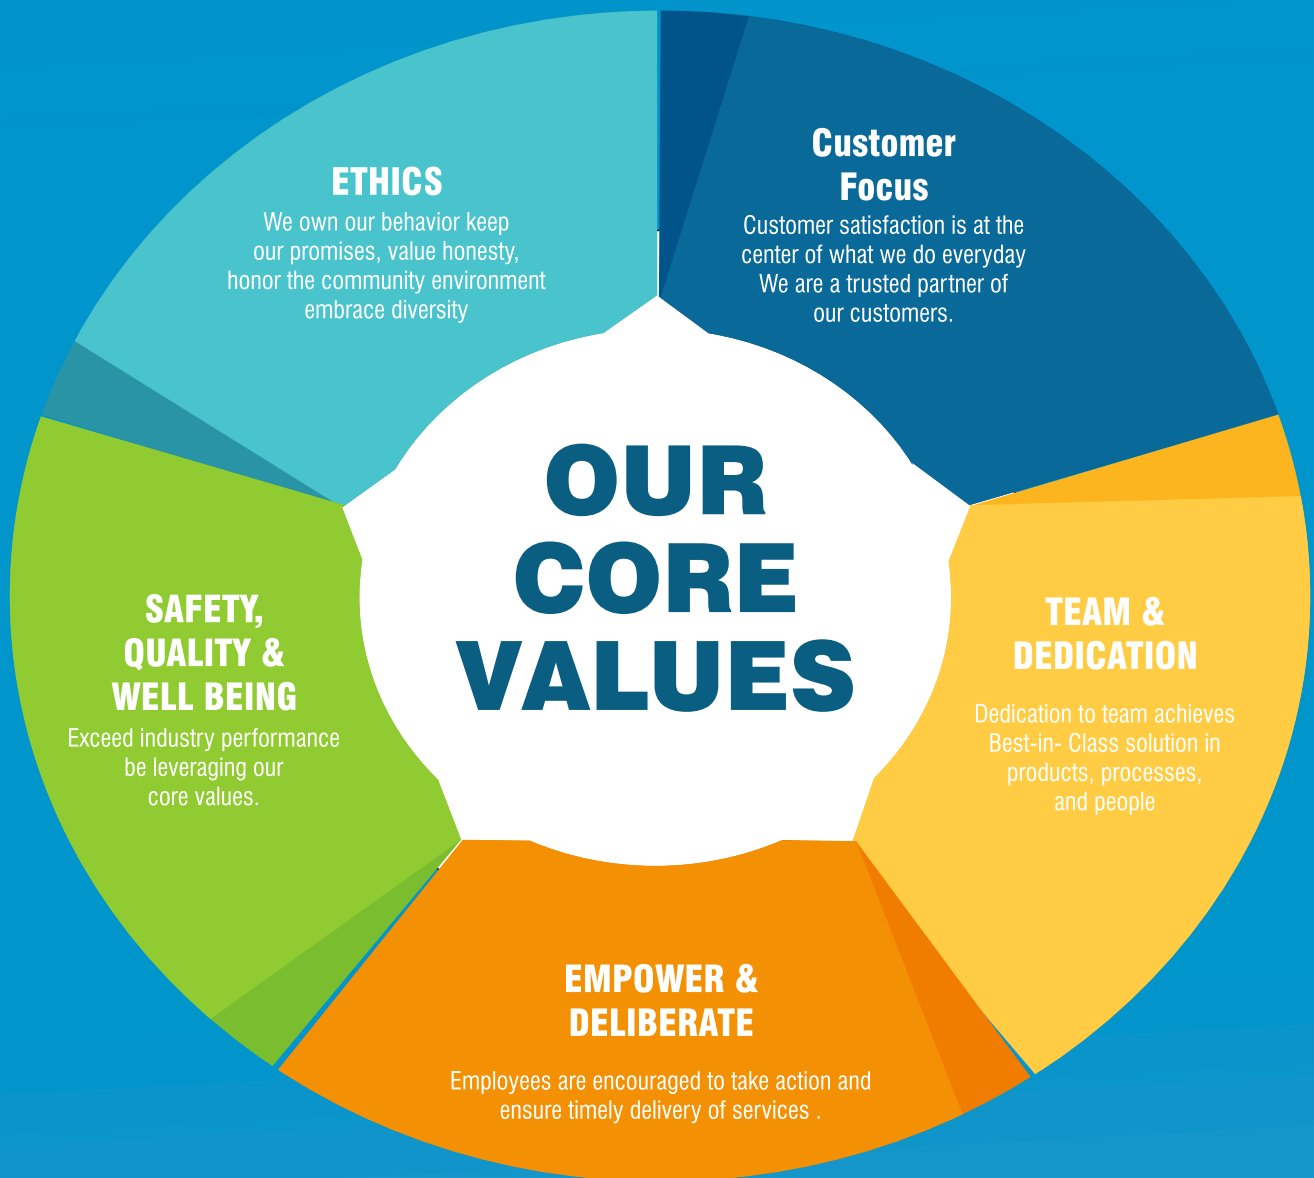 ETHICS
We own our behavior keep
our promises, value honesty,
honor the community environment
embrace diversity
Customer
Focus
Customer satisfaction is at the
center of what we do everyday
We are a trusted partner of
our customers.
OUR
CORE
VALUES
SAFETY,
QUALITY &
WELL BEING
Exceed industry performance
be leveraging our
core values.
TEAM &
DEDICATION
Dedication to team achieves
Best-in- Class solution in
products, processes,
and people
EMPOWER &
DELIBERATE
Employees are encouraged to take action and
ensure timely delivery of services .